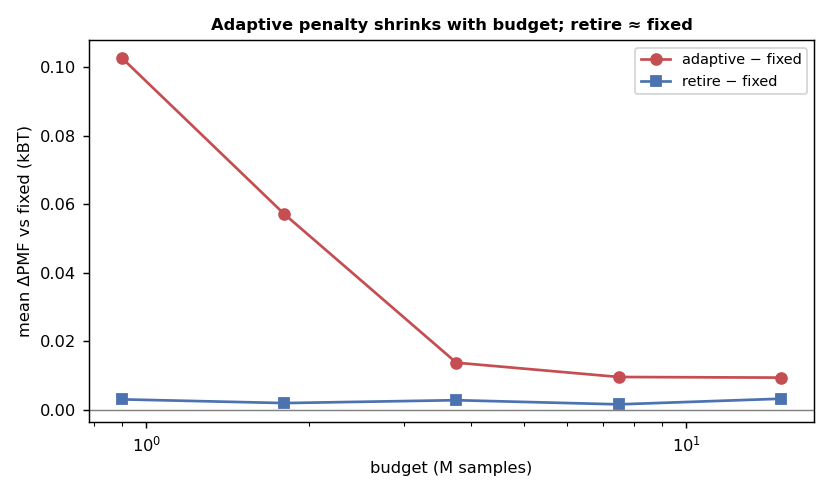 Adaptive penalty shrinks with budget; retire ≈ fixed
adaptive − fixed
retire − fixed
mean ΔPMF vs fixed (kBT)
0.10
0.08
0.06
0.04
0.02
0.00
10⁰
10¹
budget (M samples)